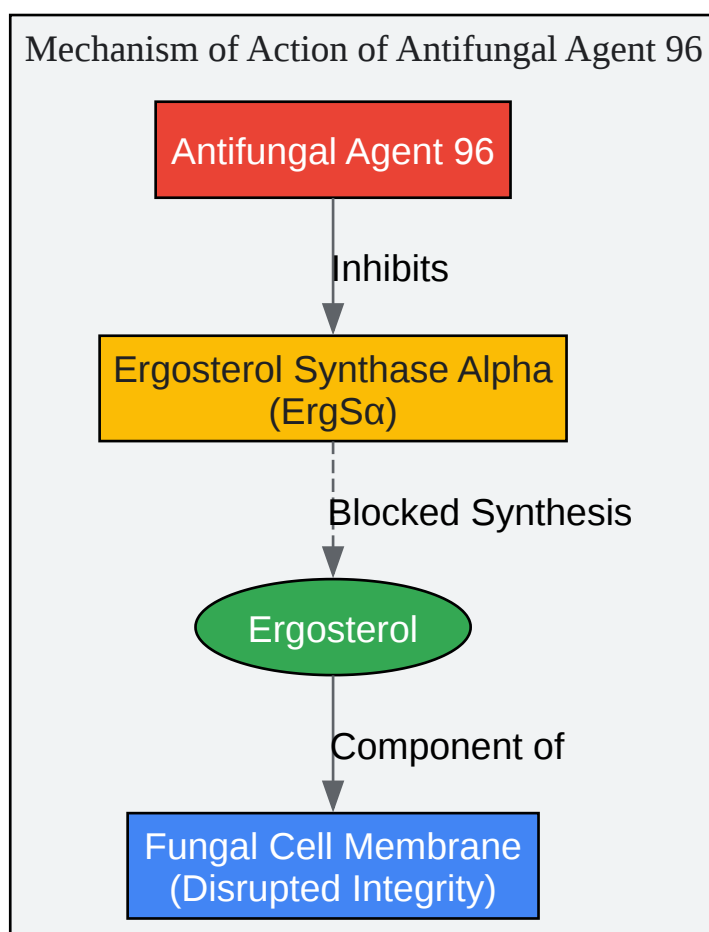 Mechanism of Action of Antifungal Agent 96
Antifungal Agent 96
Inhibits
Ergosterol Synthase Alpha
(ErgSα)
Blocked Synthesis
Ergosterol
Component of
Fungal Cell Membrane
(Disrupted Integrity)